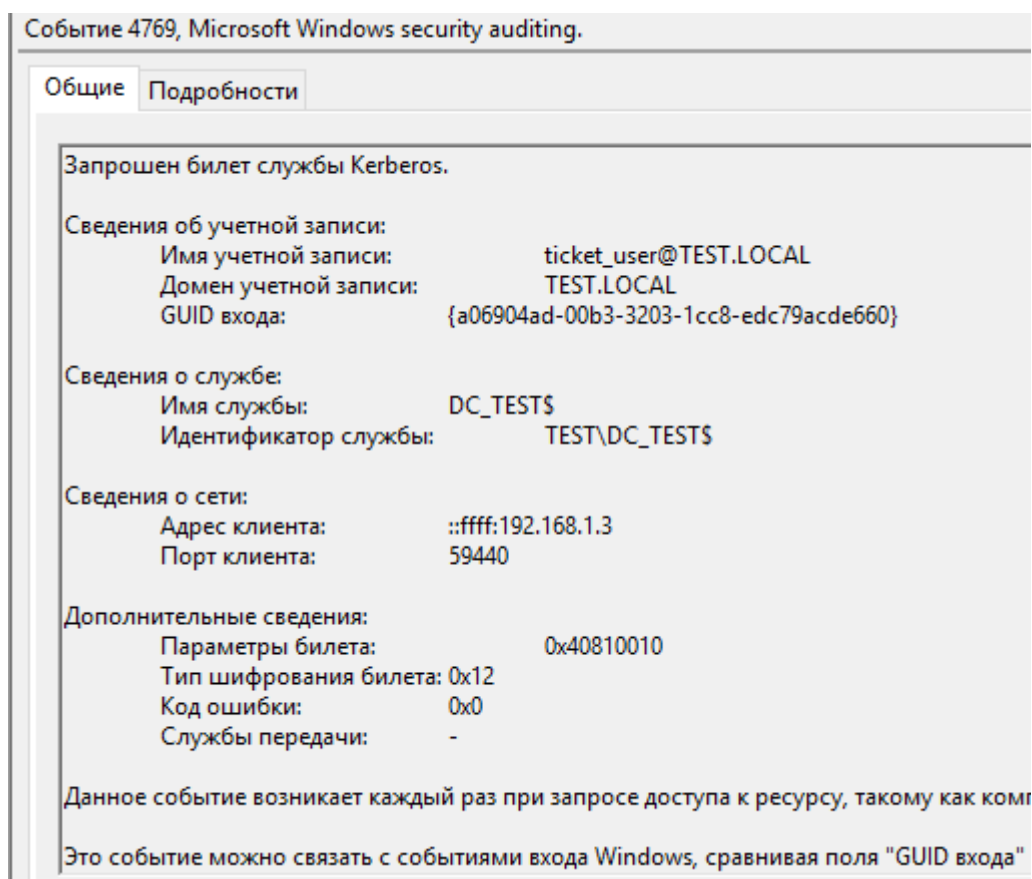 Событие 4769, Microsoft Windows security auditing.
Общие Подробности
Запрошен билет службы Kerberos.
Сведения об учетной записи:
Имя учетной записи: ticket_user@TEST.LOCAL
Домен учетной записи: TEST.LOCAL
GUID входа: {a06904ad-00b3-3203-1cc8-edc79acde660}
Сведения о службе:
Имя службы: DC_TEST$
Идентификатор службы: TEST\DC_TEST$
Сведения о сети:
Адрес клиента: ::ffff:192.168.1.3
Порт клиента: 59440
Дополнительные сведения:
Параметры билета: 0x40810010
Тип шифрования билета: 0x12
Код ошибки: 0x0
Службы передачи: -
Данное событие возникает каждый раз при запросе доступа к ресурсу, такому как
Это событие можно связать с событиями входа Windows, сравнивая поля "GUID входа"